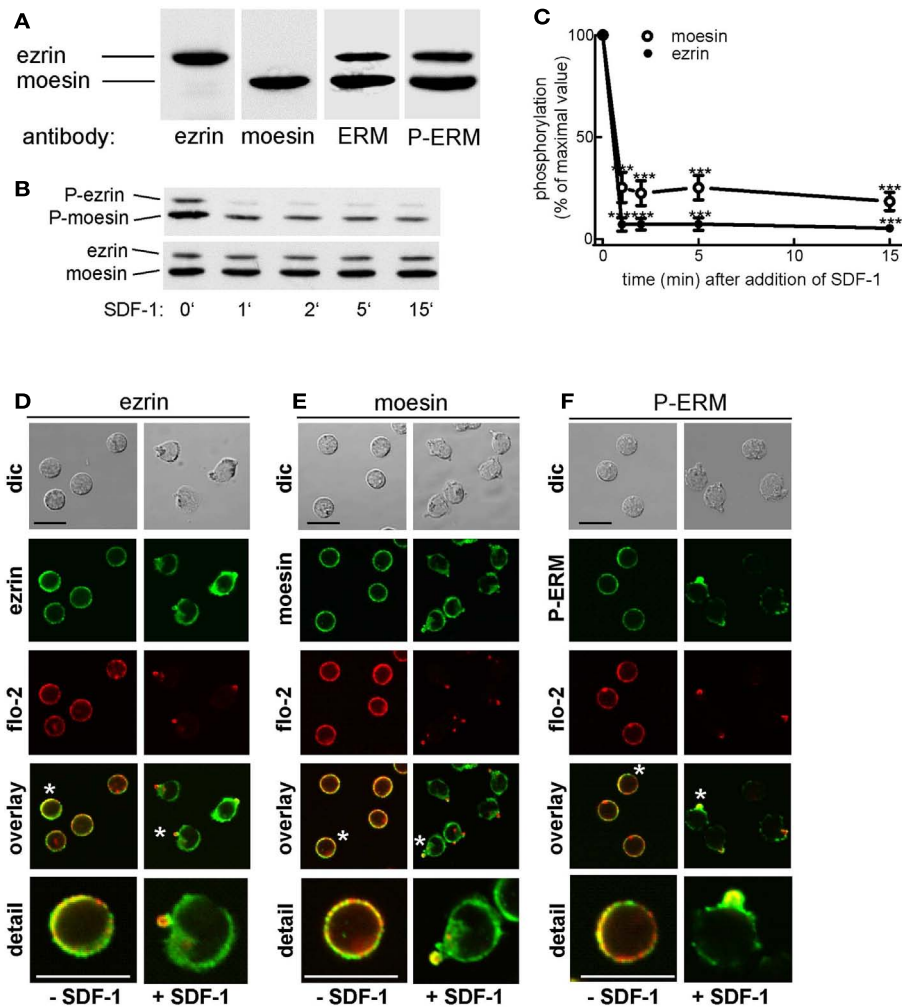 A
ezrin
moesin
antibody: ezrin moesin ERM P-ERM
B
P-ezrin
P-moesin
ezrin
moesin
SDF-1: 0‘ 1‘ 2‘ 5‘ 15‘
C
phosphorylation
(% of maximal value)
100
50
0
moesin
ezrin
*** *** *** ***
*** *** *** ***
0 5 10 15
time (min) after addition of SDF-1
D ezrin
dic
ezrin
flo-2
overlay
* *
detail
- SDF-1 + SDF-1
E moesin
dic
moesin
flo-2
overlay
* *
detail
- SDF-1 + SDF-1
F P-ERM
dic
P-ERM
flo-2
overlay
* *
detail
- SDF-1 + SDF-1